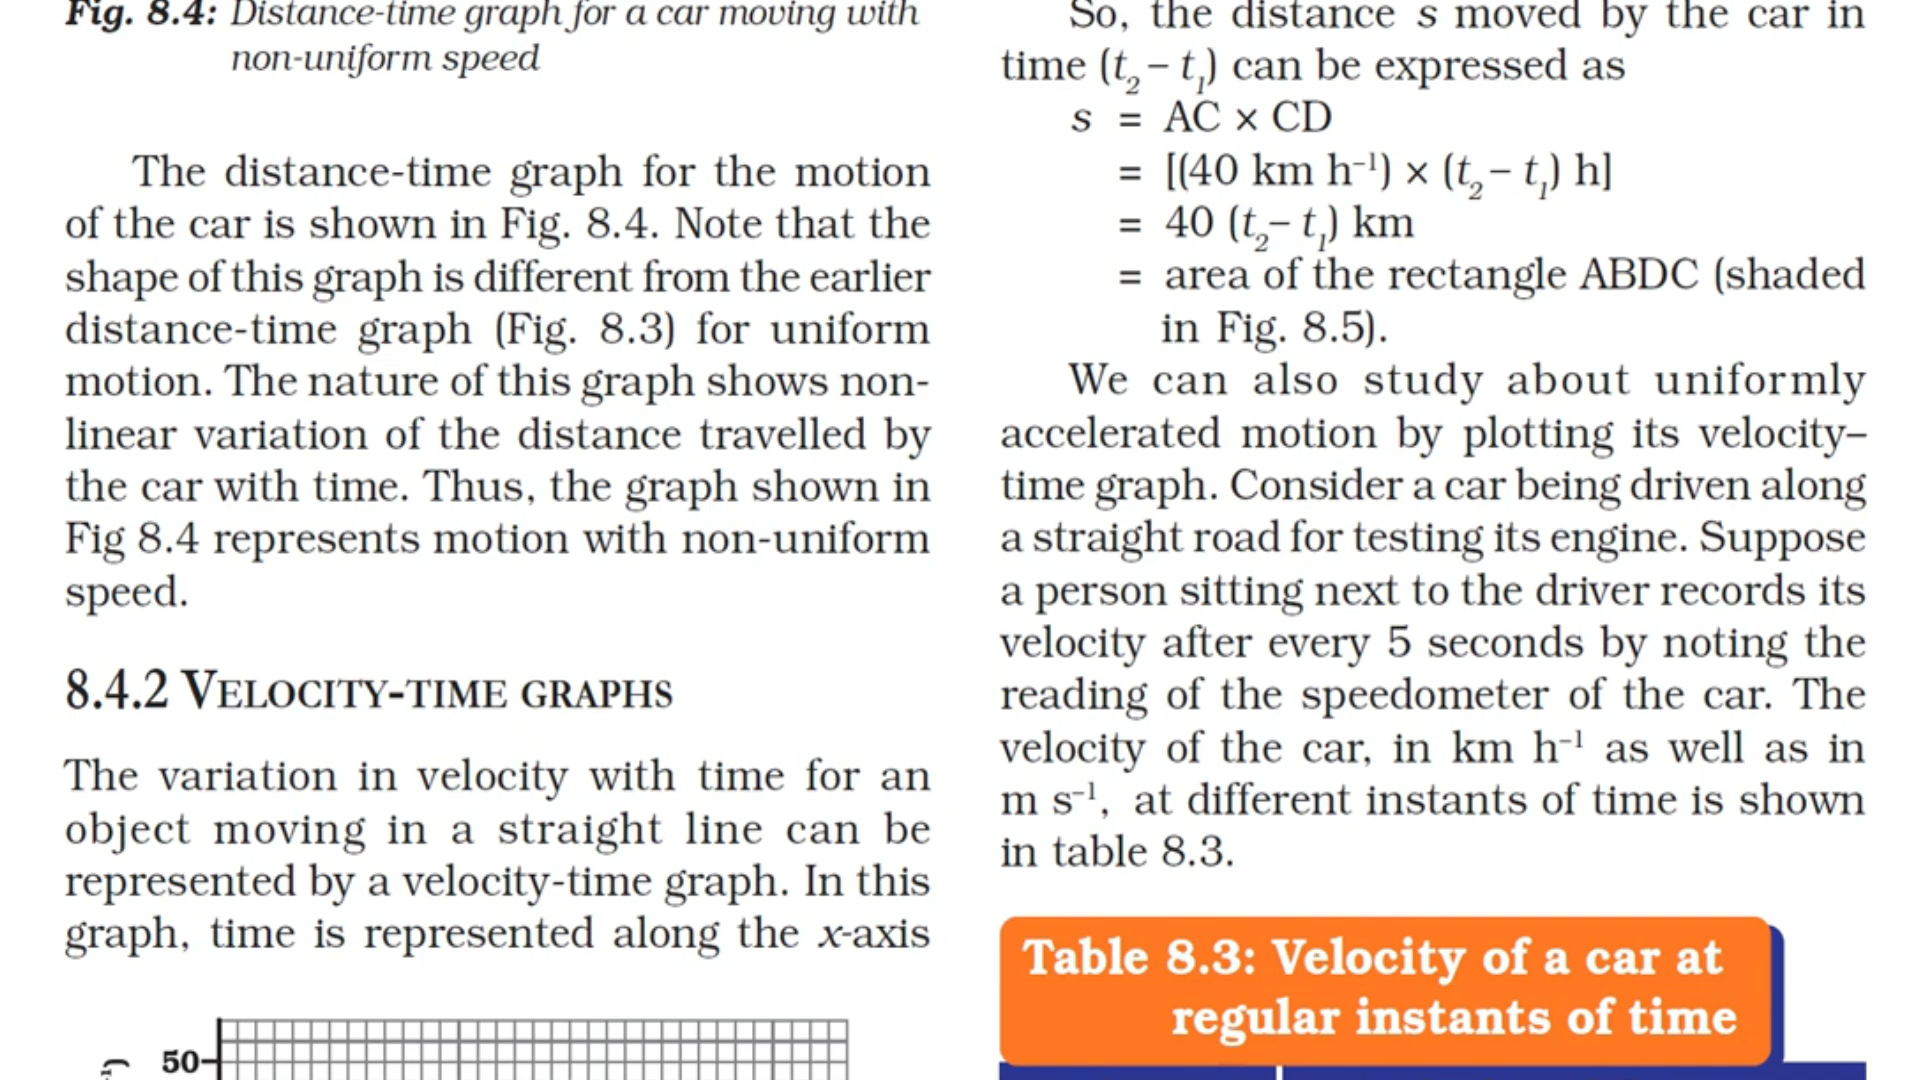 Fig. 8.4: Distance-time graph for a car moving with
non-uniform speed
The distance-time graph for the motion
of the car is shown in Fig. 8.4. Note that the
shape of this graph is different from the earlier
distance-time graph (Fig. 8.3) for uniform
motion. The nature of this graph shows non-
linear variation of the distance travelled by
the car with time. Thus, the graph shown in
Fig 8.4 represents motion with non-uniform
speed.
8.4.2 VELOCITY-TIME GRAPHS
The variation in velocity with time for an
object moving in a straight line can be
represented by a velocity-time graph. In this
graph, time is represented along the x-axis
50
So, the distance s moved by the car in
time (t₂ – t₁) can be expressed as
s = AC × CD
= [(40 km h⁻¹) × (t₂ – t₁) h]
= 40 (t₂– t₁) km
= area of the rectangle ABDC (shaded
in Fig. 8.5).
We can also study about uniformly
accelerated motion by plotting its velocity–
time graph. Consider a car being driven along
a straight road for testing its engine. Suppose
a person sitting next to the driver records its
velocity after every 5 seconds by noting the
reading of the speedometer of the car. The
velocity of the car, in km h⁻¹ as well as in
m s⁻¹, at different instants of time is shown
in table 8.3.
Table 8.3: Velocity of a car at
regular instants of time